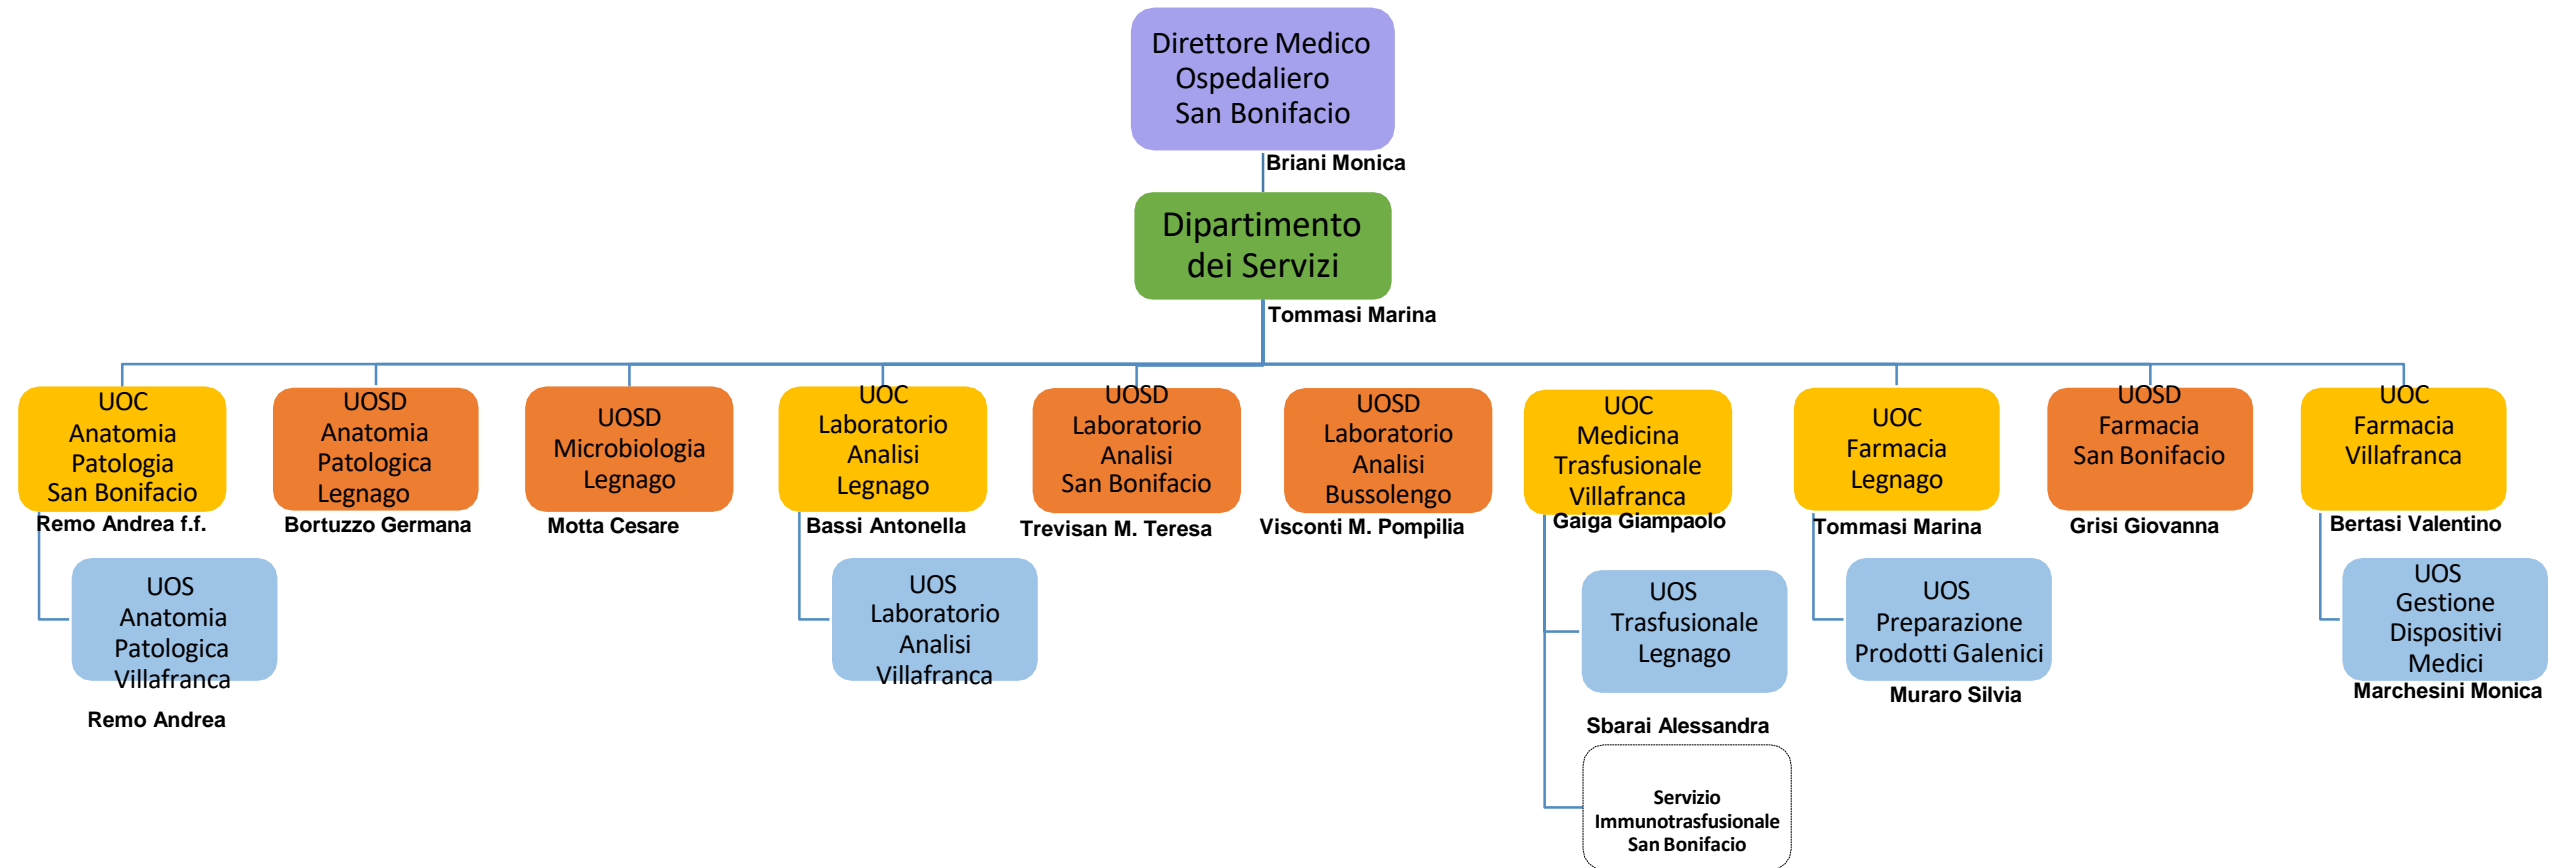 Direttore Medico
Ospedaliero
San Bonifacio
Briani Monica
Dipartimento
dei Servizi
Tommasi Marina
UOC
Anatomia
Patologia
San Bonifacio
Remo Andrea f.f.
UOSD
Anatomia
Patologica
Legnago
Bortuzzo Germana
UOSD
Microbiologia
Legnago
Motta Cesare
UOC
Laboratorio
Analisi
Legnago
Bassi Antonella
UOSD
Laboratorio
Analisi
San Bonifacio
Trevisan M. Teresa
UOSD
Laboratorio
Analisi
Bussolengo
Visconti M. Pompilia
UOC
Medicina
Trasfusionale
Villafranca
Gaiga Giampaolo
UOC
Farmacia
Legnago
Tommasi Marina
UOSD
Farmacia
San Bonifacio
Grisi Giovanna
UOC
Farmacia
Villafranca
Bertasi Valentino
UOS
Anatomia
Patologica
Villafranca
Remo Andrea
UOS
Laboratorio
Analisi
Villafranca
UOS
Trasfusionale
Legnago
Sbarai Alessandra
UOS
Preparazione
Prodotti Galenici
Muraro Silvia
UOS
Gestione
Dispositivi
Medici
Marchesini Monica
Servizio
Immunotrasfusionale
San Bonifacio